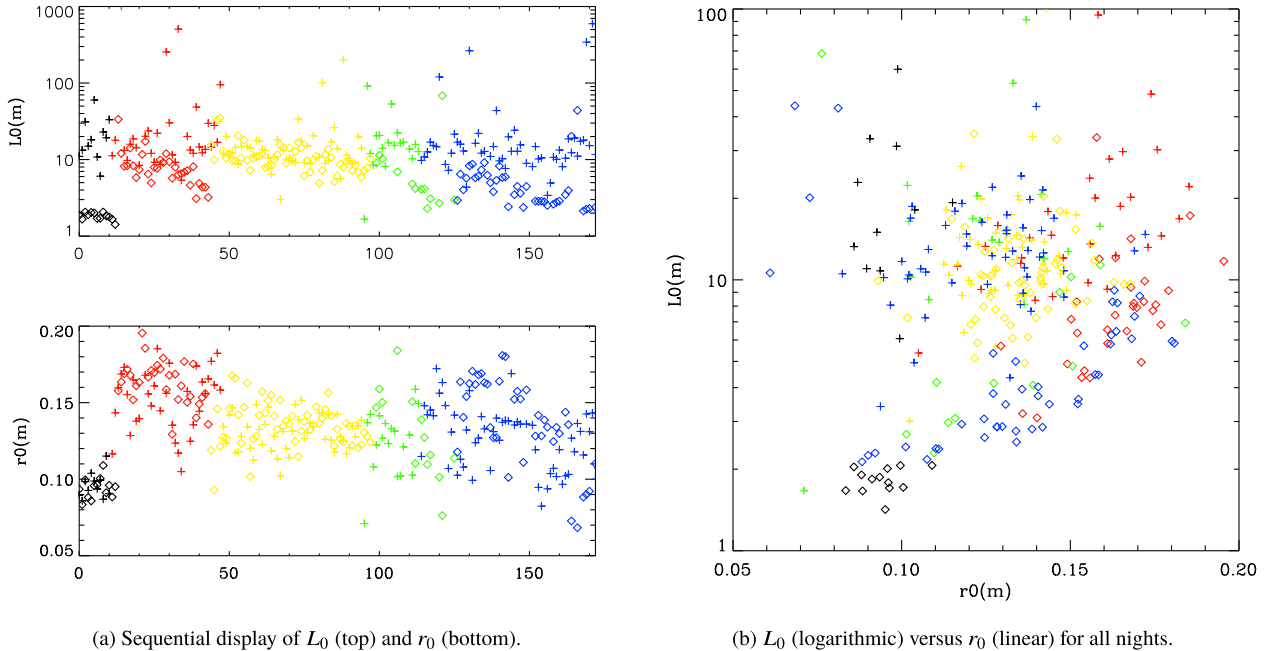 1000
100
10
1
L0(m)
0 50 100 150
0.20
0.15
0.10
0.05
r0(m)
0 50 100 150
(a) Sequential display of L0 (top) and r0 (bottom).
100
10
1
L0(m)
0.05 0.10 0.15 0.20
r0(m)
(b) L0 (logarithmic) versus r0 (linear) for all nights.